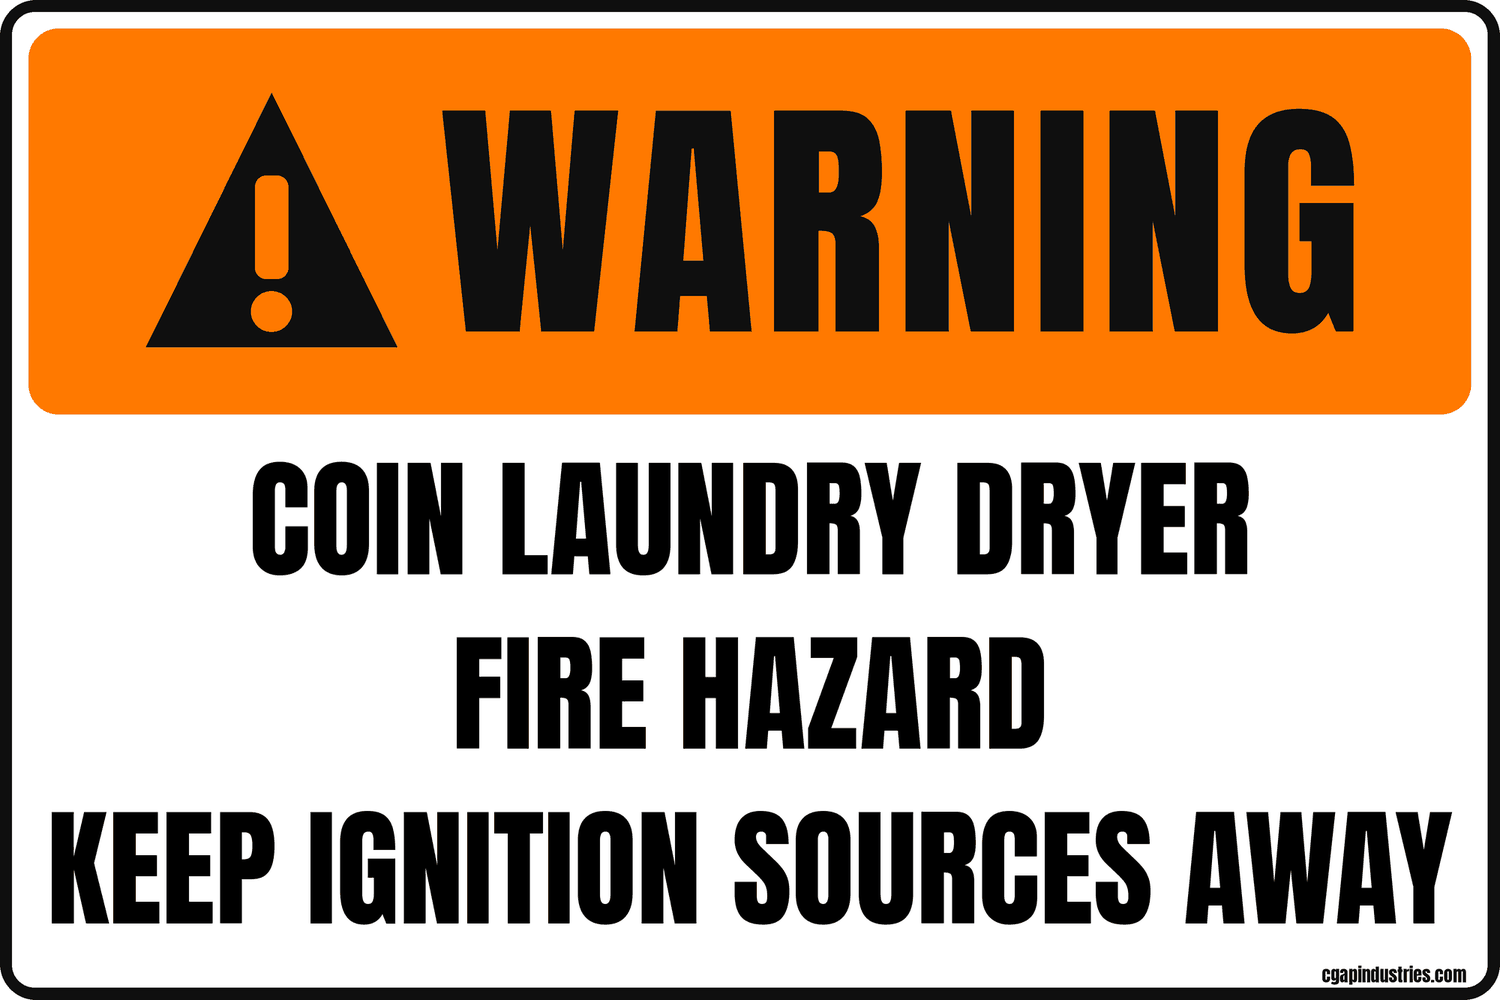 WARNING
COIN LAUNDRY DRYER
FIRE HAZARD
KEEP IGNITION SOURCES AWAY
cgapindustries.com